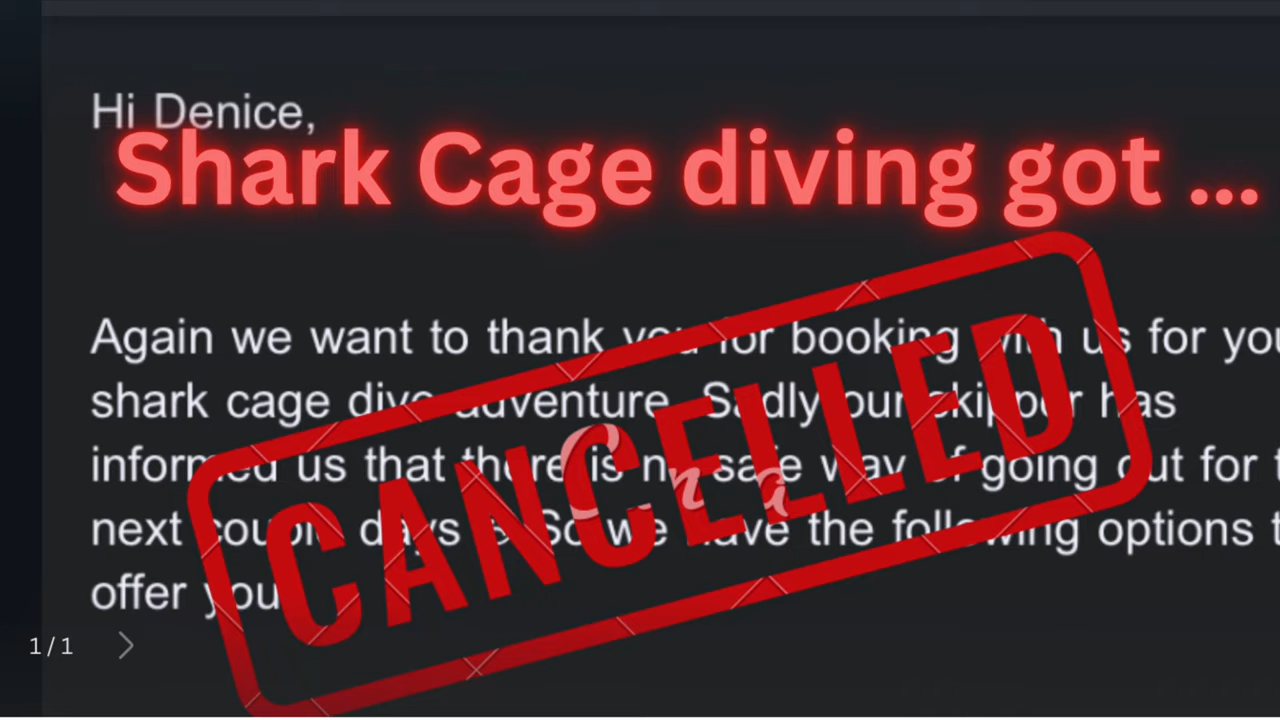 Hi Denice,
Shark Cage diving got ...
Again we want to thank you for booking with us for
shark cage dive adventure. Sadly our skipper has
informed us that there is no safe way of going out for
next couple days So we have the following options
offer you
CANCELLED
1/1